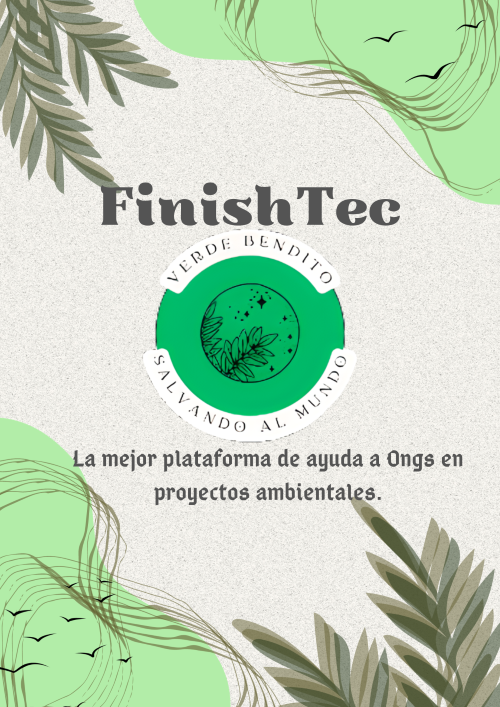 FinishTec
VERDE BENDITO
SALVANDO AL MUNDO
La mejor plataforma de ayuda a Ongs en
proyectos ambientales.